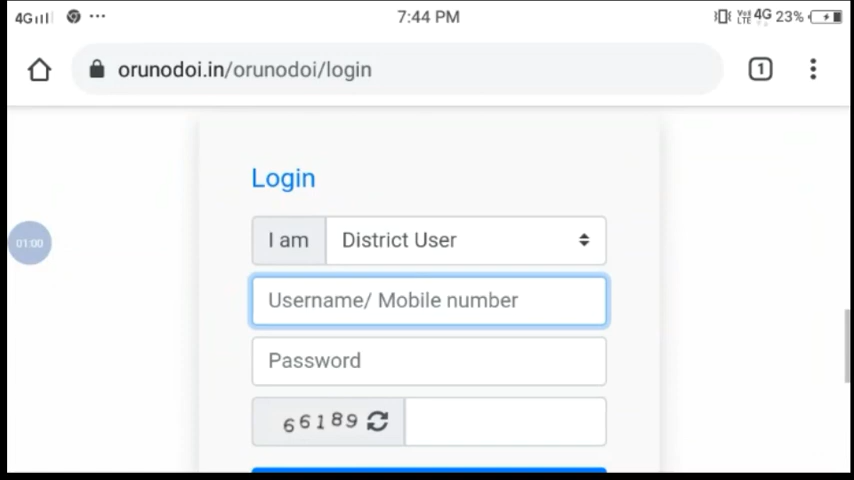 4G 7:44 PM VoLTE 4G 23%
orunodoi.in/orunodoi/login 1
Login
I am District User
01:00
Username/ Mobile number
Password
66189